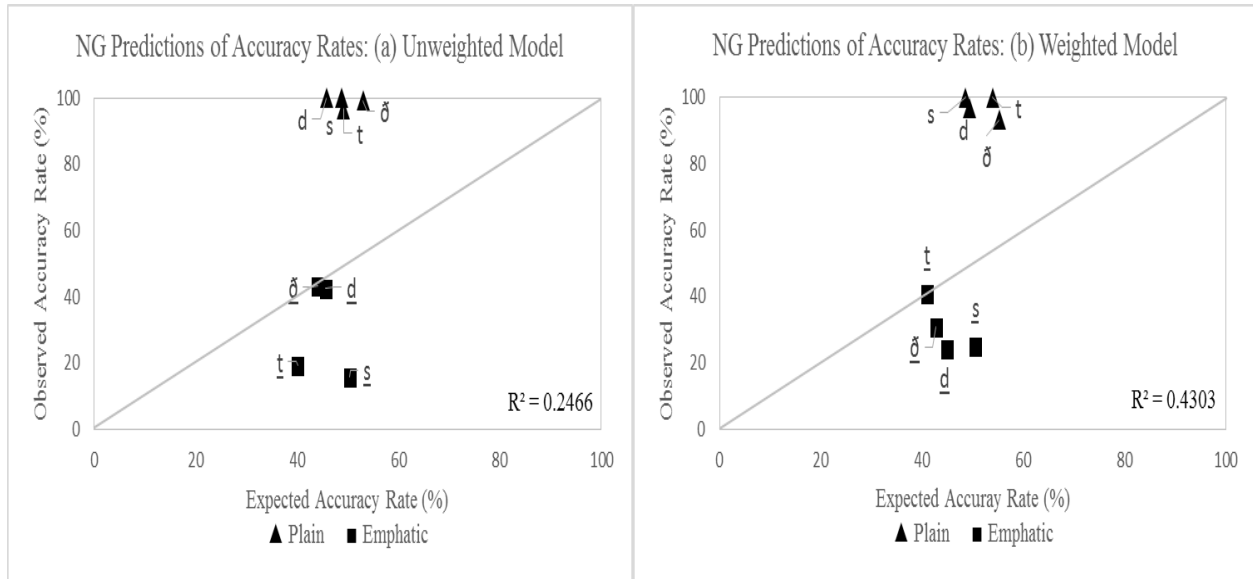 NG Predictions of Accuracy Rates: (a) Unweighted Model
Observed Accuracy Rate (%)
100
80
60
40
20
0
d
s
t
ð
ð̲
d̲
t̲
s̲
R² = 0.2466
0 20 40 60 80 100
Expected Accuracy Rate (%)
Plain Emphatic
NG Predictions of Accuracy Rates: (b) Weighted Model
Observed Accuracy Rate (%)
100
80
60
40
20
0
s
d
t
ð
t̲
s̲
ð̲
d̲
R² = 0.4303
0 20 40 60 80 100
Expected Accuray Rate (%)
Plain Emphatic